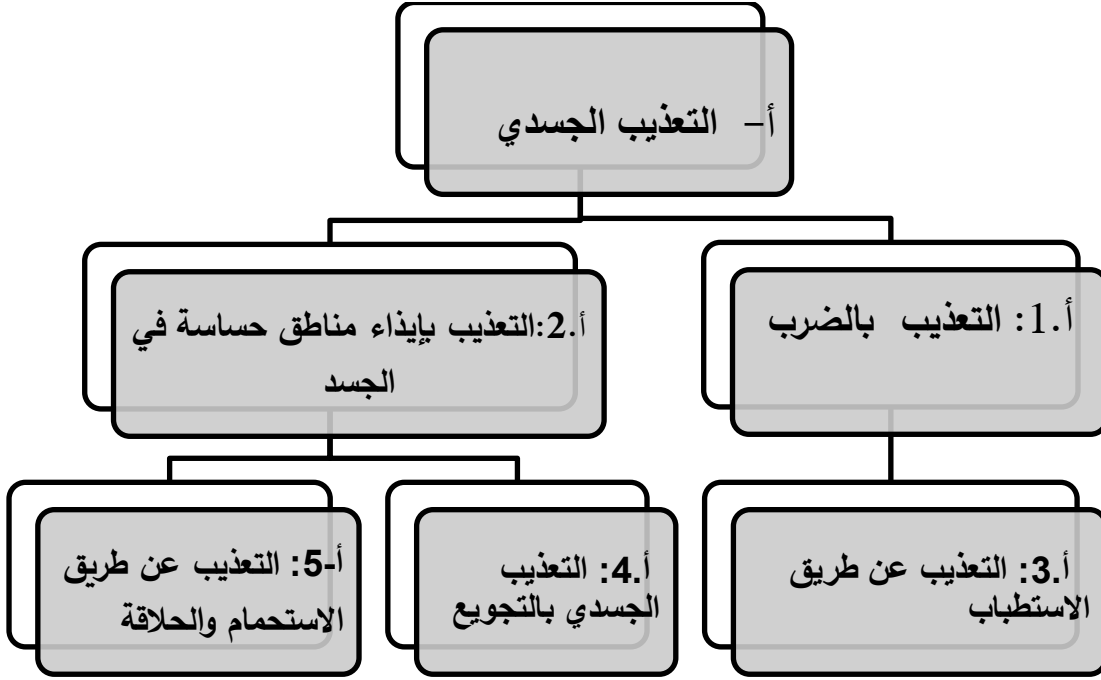 أ- التعذيب الجسدي
أ.1: التعذيب بالضرب
أ.2:التعذيب بإيذاء مناطق حساسة في
الجسد
أ.3: التعذيب عن طريق
الاستطباب
أ.4: التعذيب
الجسدي بالتجويع
أ-5: التعذيب عن طريق
الاستحمام والحلاقة